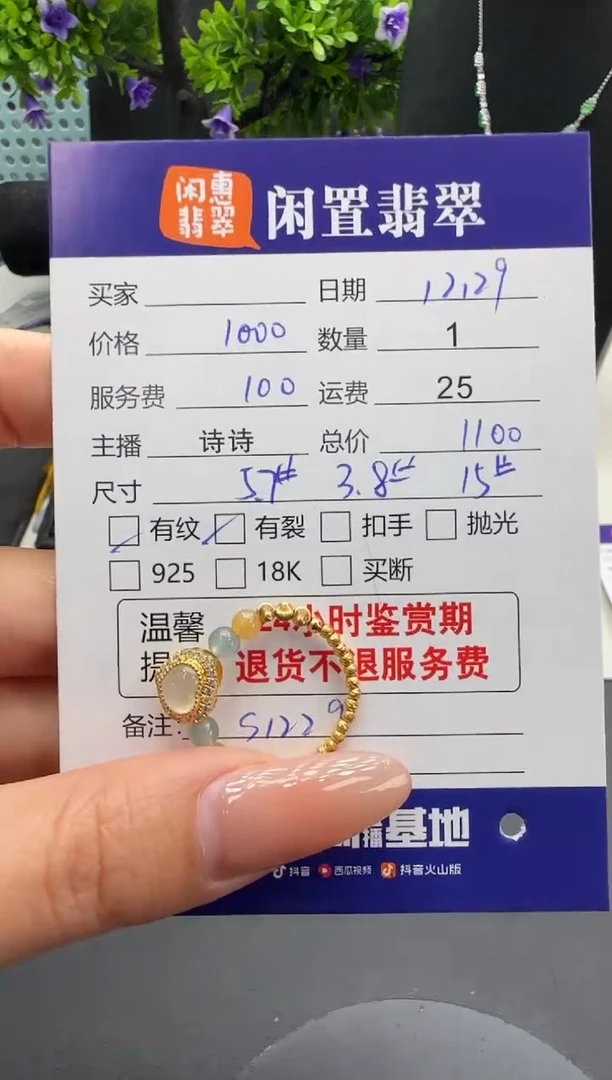 闲惠
翡翠
闲置翡翠
买家 日期 12,29
价格 1000 数量 1
服务费 100 运费 25
主播 诗诗 总价 1100
尺寸 5.7 3.8 15
有纹 有裂 扣手 抛光
925 18K 买断
温馨 24小时鉴赏期
提 退货不退服务费
备注: S1229
播基地
抖音 西瓜视频 抖音火山版